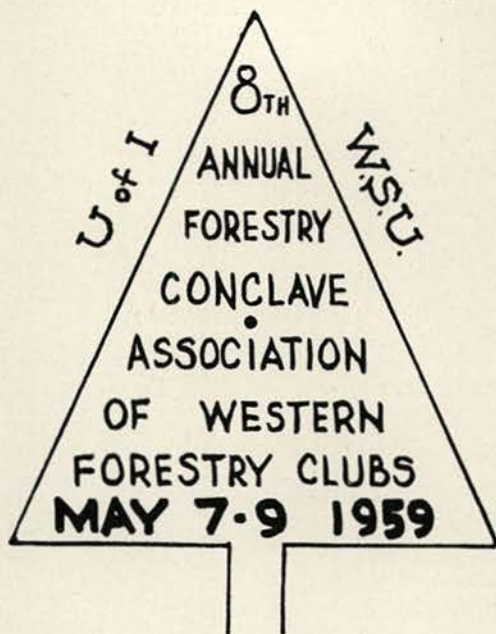 U of I
W.S.U.
8TH
ANNUAL
FORESTRY
CONCLAVE
•
ASSOCIATION
OF WESTERN
FORESTRY CLUBS
MAY 7-9 1959